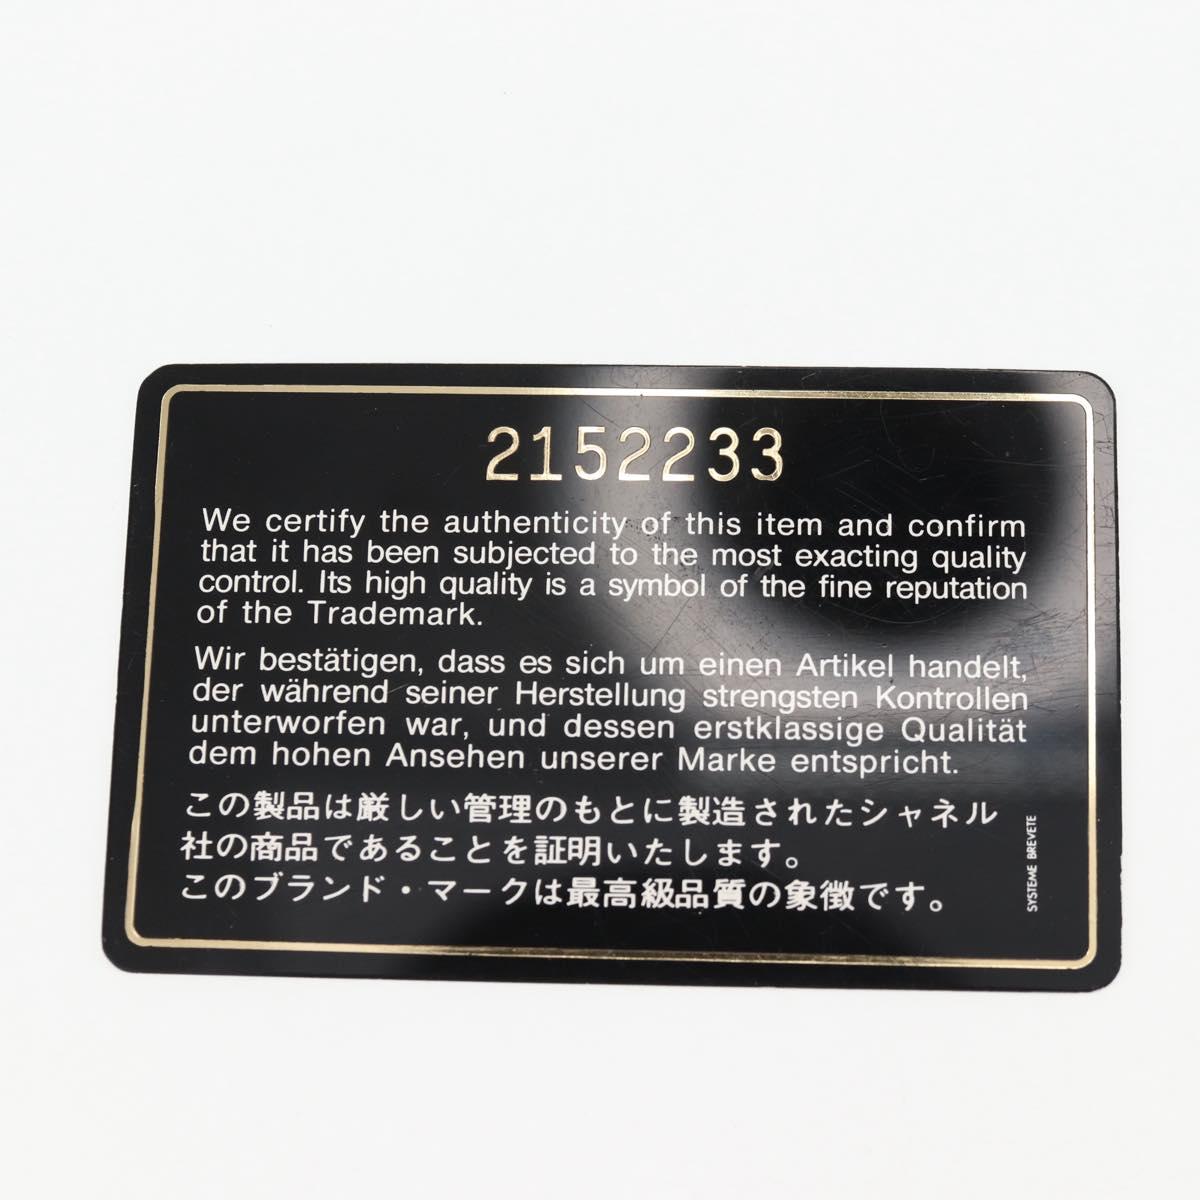 2152233
We certify the authenticity of this item and confirm
that it has been subjected to the most exacting quality
control. Its high quality is a symbol of the fine reputation
of the Trademark.
Wir bestätigen, dass es sich um einen Artikel handelt,
der während seiner Herstellung strengsten Kontrollen
unterworfen war, und dessen erstklassige Qualität
dem hohen Ansehen unserer Marke entspricht.
この製品は厳しい管理のもとに製造されたシャネル
社の商品であることを証明いたします。
このブランド・マークは最高級品質の象徴です。
SYSTEME BREVETE